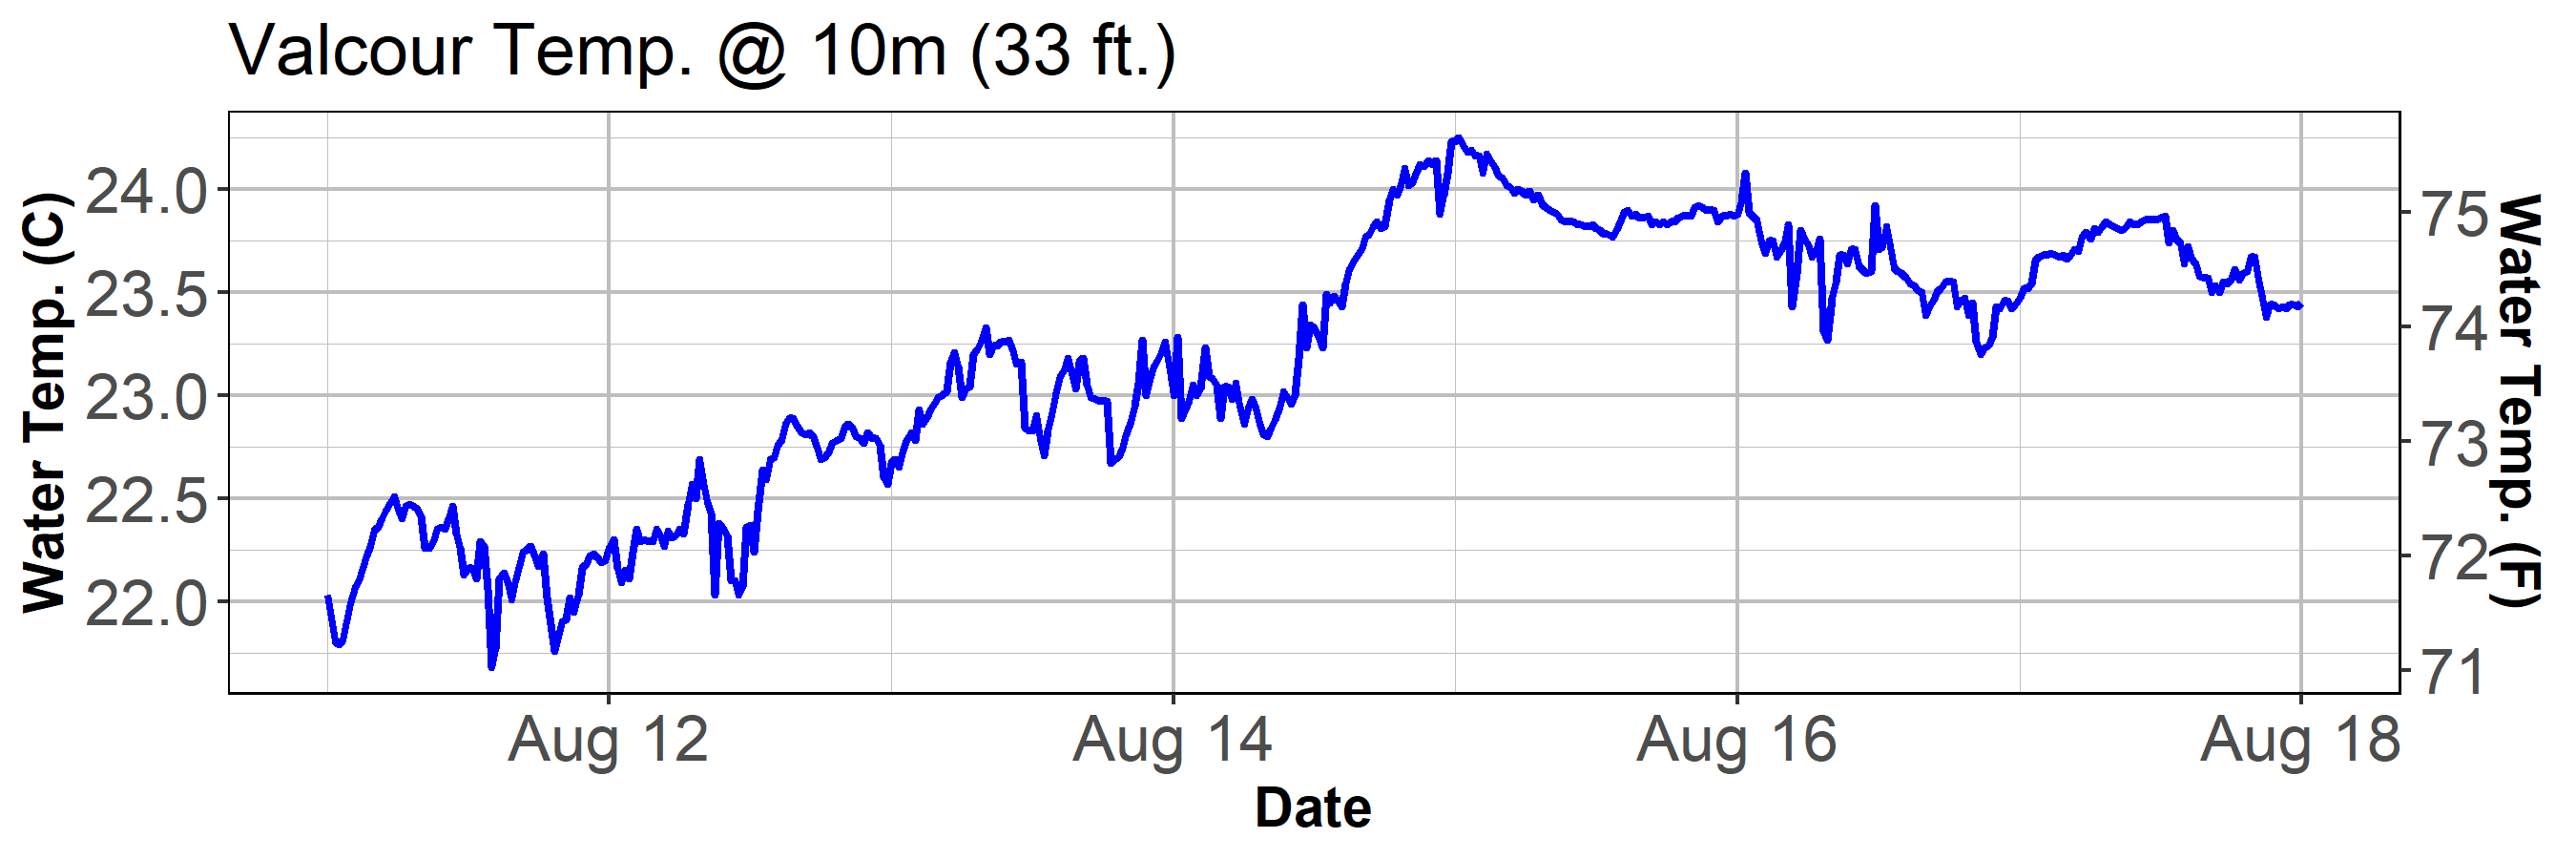 Valcour Temp. @ 10m (33 ft.)
Water Temp. (C)
24.0
23.5
23.0
22.5
22.0
75
74
73
72
71
Water Temp. (F)
Aug 12
Aug 14
Aug 16
Aug 18
Date